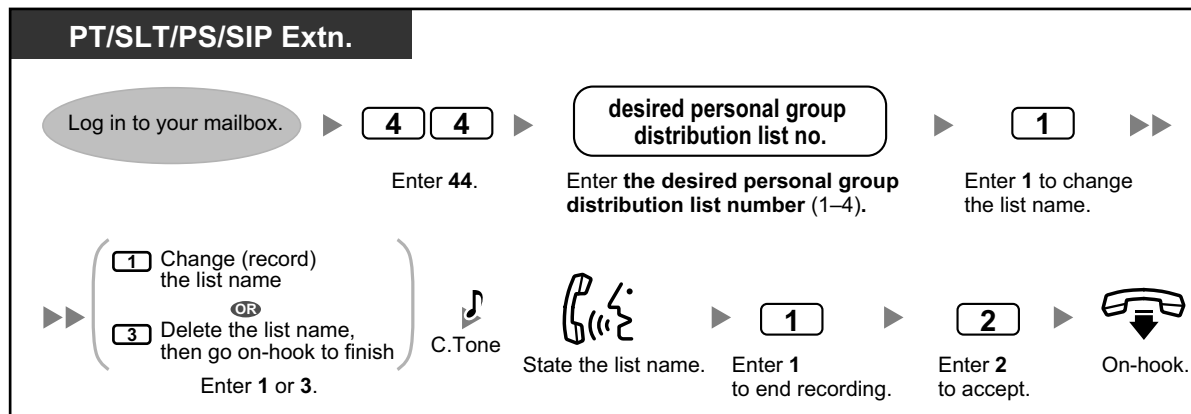 PT/SLT/PS/SIP Extn.
Log in to your mailbox.
4 4
Enter 44.
desired personal group
distribution list no.
Enter the desired personal group
distribution list number (1–4).
1
Enter 1 to change
the list name.
1 Change (record)
the list name
OR
3 Delete the list name,
then go on-hook to finish
Enter 1 or 3.
C.Tone
State the list name.
1
Enter 1
to end recording.
2
Enter 2
to accept.
On-hook.